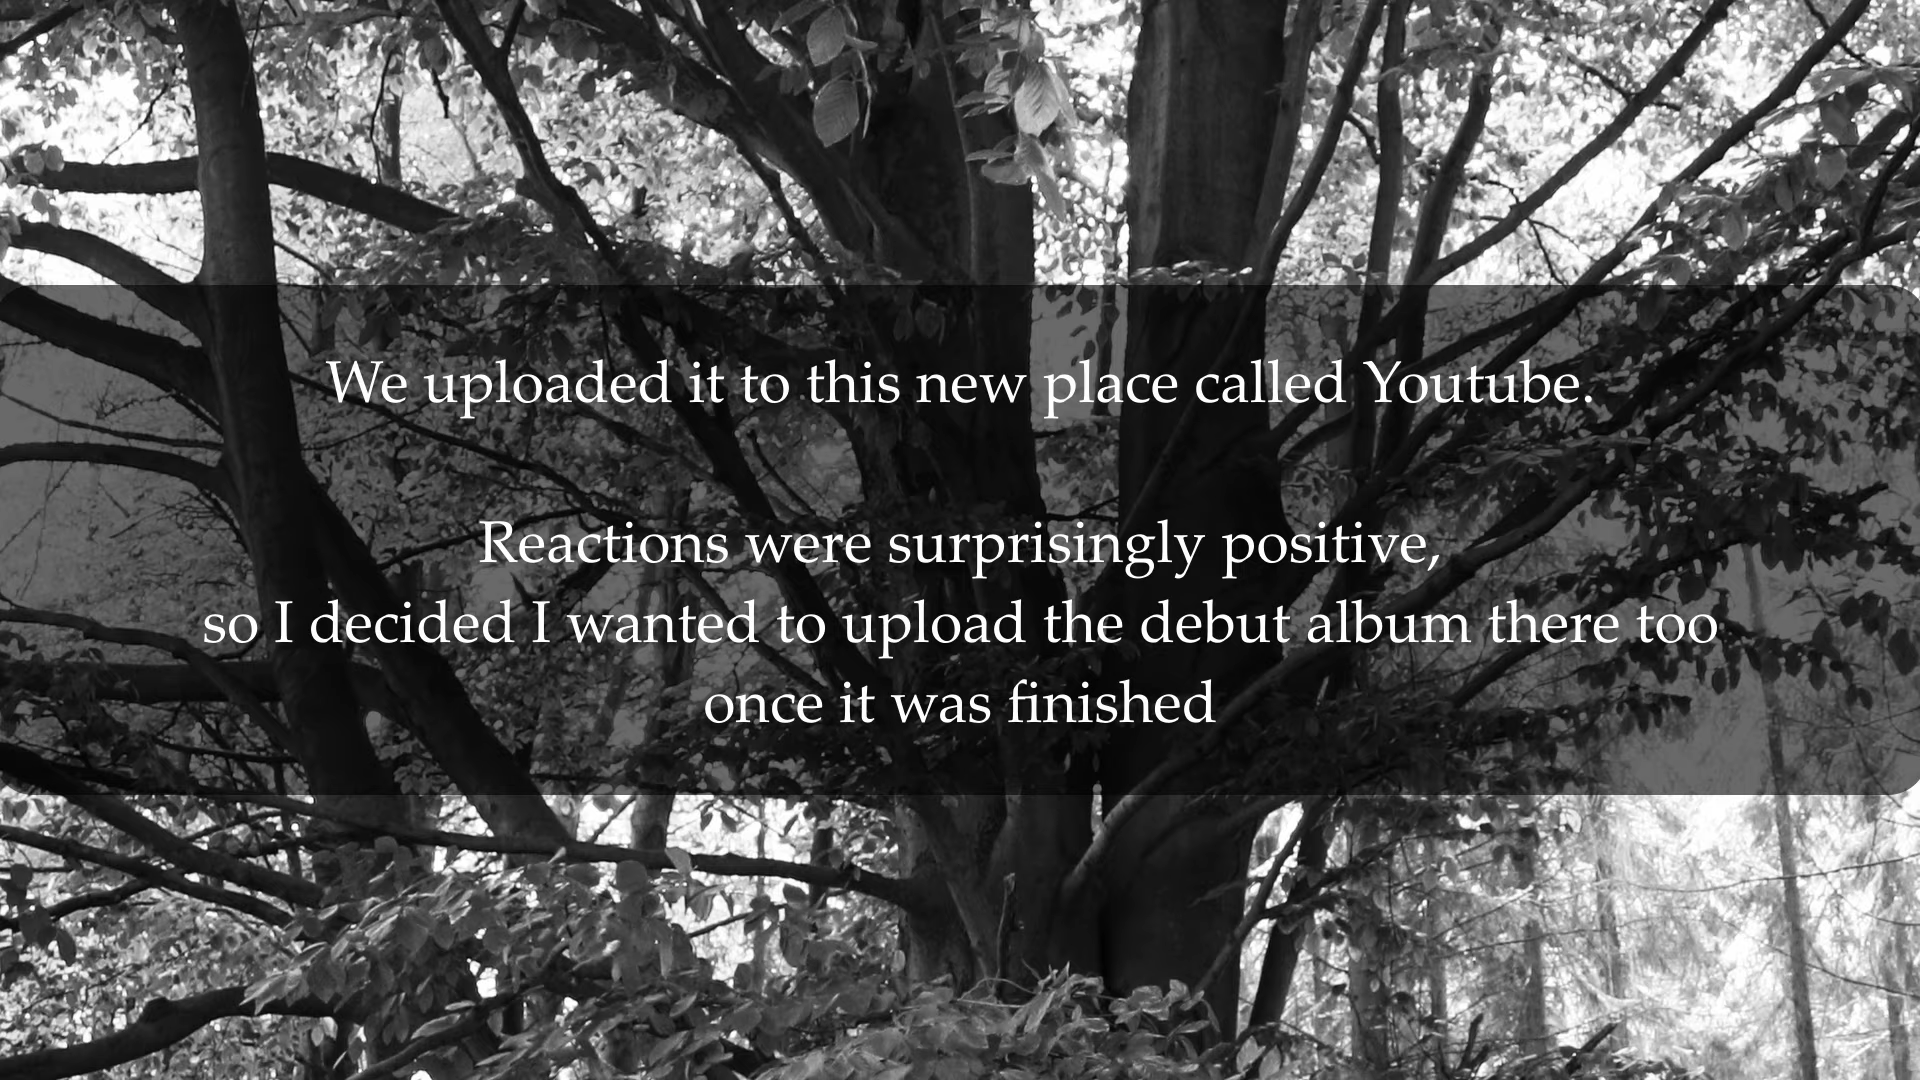 We uploaded it to this new place called Youtube.
Reactions were surprisingly positive,
so I decided I wanted to upload the debut album there too
once it was finished